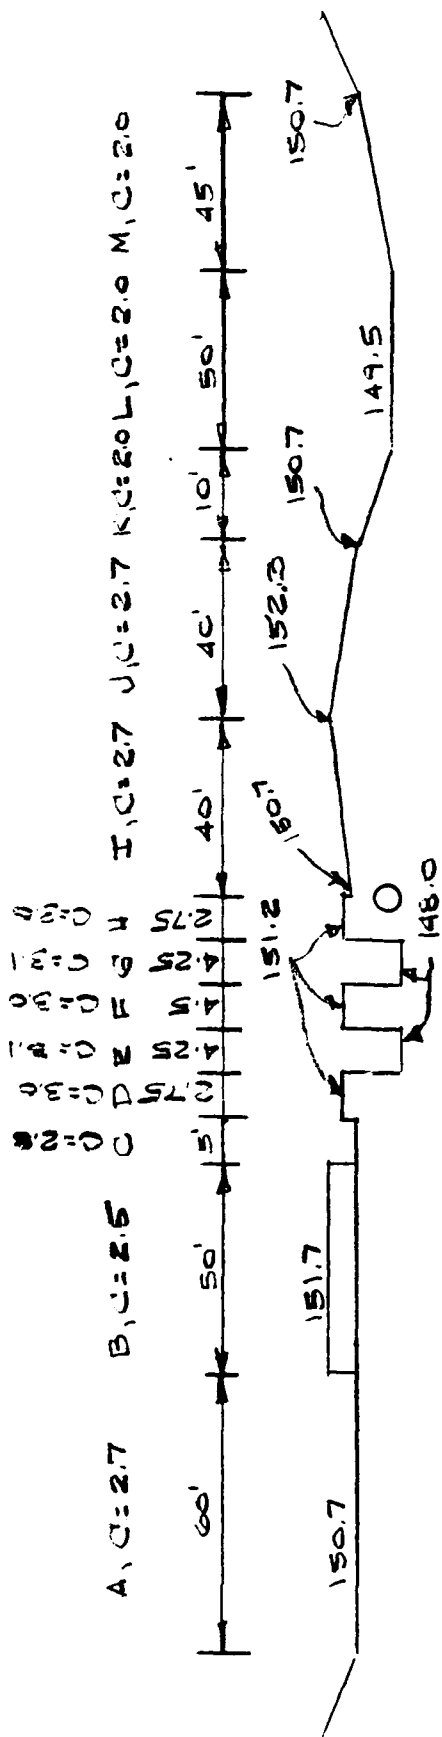 A, C=2.7 B, C=2.5 C C=2.8 D C=3.0 E C=3.1 F C=3.0 G C=3.1 H C=3.0 I, C=2.7 J, C=2.7 K, C=2.0 L, C=2.0 M, C=2.0
60' 50' 5' 2.75 4.25 4.5 4.25 2.75 40' 40' 10' 50' 45'
151.2 150.7 152.3 150.7 150.7
150.7 151.7 149.5
148.0